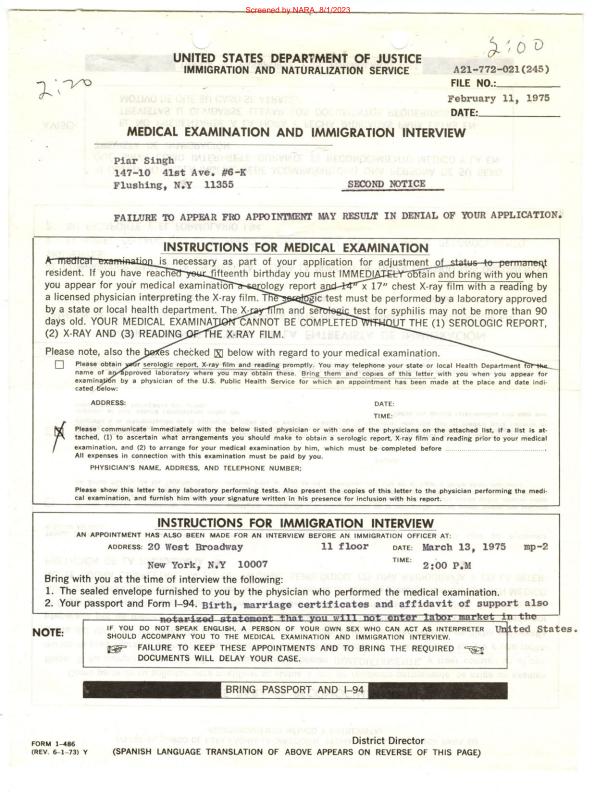 Screened by NARA, 8/1/2023
2:00
2:20
UNITED STATES DEPARTMENT OF JUSTICE
IMMIGRATION AND NATURALIZATION SERVICE
A21-772-021(245)
FILE NO.:
February 11, 1975
DATE:
MEDICAL EXAMINATION AND IMMIGRATION INTERVIEW
Piar Singh
147-10 41st Ave. #6-K
Flushing, N.Y 11355
SECOND NOTICE
FAILURE TO APPEAR FRO APPOINTMENT MAY RESULT IN DENIAL OF YOUR APPLICATION.
INSTRUCTIONS FOR MEDICAL EXAMINATION
A medical examination is necessary as part of your application for adjustment of status to permanent
resident. If you have reached your fifteenth birthday you must IMMEDIATELY obtain and bring with you when
you appear for your medical examination a serology report and 14" x 17" chest X-ray film with a reading by
a licensed physician interpreting the X-ray film. The serologic test must be performed by a laboratory approved
by a state or local health department. The X-ray film and serologic test for syphilis may not be more than 90
days old. YOUR MEDICAL EXAMINATION CANNOT BE COMPLETED WITHOUT THE (1) SEROLOGIC REPORT,
(2) X-RAY AND (3) READING OF THE X-RAY FILM.
Please note, also the boxes checked ☒ below with regard to your medical examination.
Please obtain your serologic report, X-ray film and reading promptly. You may telephone your state or local Health Department for the
name of an approved laboratory where you may obtain these. Bring them and copies of this letter with you when you appear for
examination by a physician of the U.S. Public Health Service for which an appointment has been made at the place and date indi-
cated below:
ADDRESS: DATE:
TIME:
Please communicate immediately with the below listed physician or with one of the physicians on the attached list, if a list is at-
tached, (1) to ascertain what arrangements you should make to obtain a serologic report, X-ray film and reading prior to your medical
examination, and (2) to arrange for your medical examination by him, which must be completed before
All expenses in connection with this examination must be paid by you.
PHYSICIAN'S NAME, ADDRESS, AND TELEPHONE NUMBER:
Please show this letter to any laboratory performing tests. Also present the copies of this letter to the physician performing the medi-
cal examination, and furnish him with your signature written in his presence for inclusion with his report.
INSTRUCTIONS FOR IMMIGRATION INTERVIEW
AN APPOINTMENT HAS ALSO BEEN MADE FOR AN INTERVIEW BEFORE AN IMMIGRATION OFFICER AT:
ADDRESS: 20 West Broadway 11 floor DATE: March 13, 1975 mp-2
New York, N.Y 10007 TIME: 2:00 P.M
Bring with you at the time of interview the following:
1. The sealed envelope furnished to you by the physician who performed the medical examination.
2. Your passport and Form I-94. Birth, marriage certificates and affidavit of support also
notarized statement that you will not enter labor market in the
United States.
NOTE:
IF YOU DO NOT SPEAK ENGLISH, A PERSON OF YOUR OWN SEX WHO CAN ACT AS INTERPRETER
SHOULD ACCOMPANY YOU TO THE MEDICAL EXAMINATION AND IMMIGRATION INTERVIEW.
FAILURE TO KEEP THESE APPOINTMENTS AND TO BRING THE REQUIRED
DOCUMENTS WILL DELAY YOUR CASE.
BRING PASSPORT AND I-94
District Director
FORM I-486
(REV. 6-1-73) Y
(SPANISH LANGUAGE TRANSLATION OF ABOVE APPEARS ON REVERSE OF THIS PAGE)